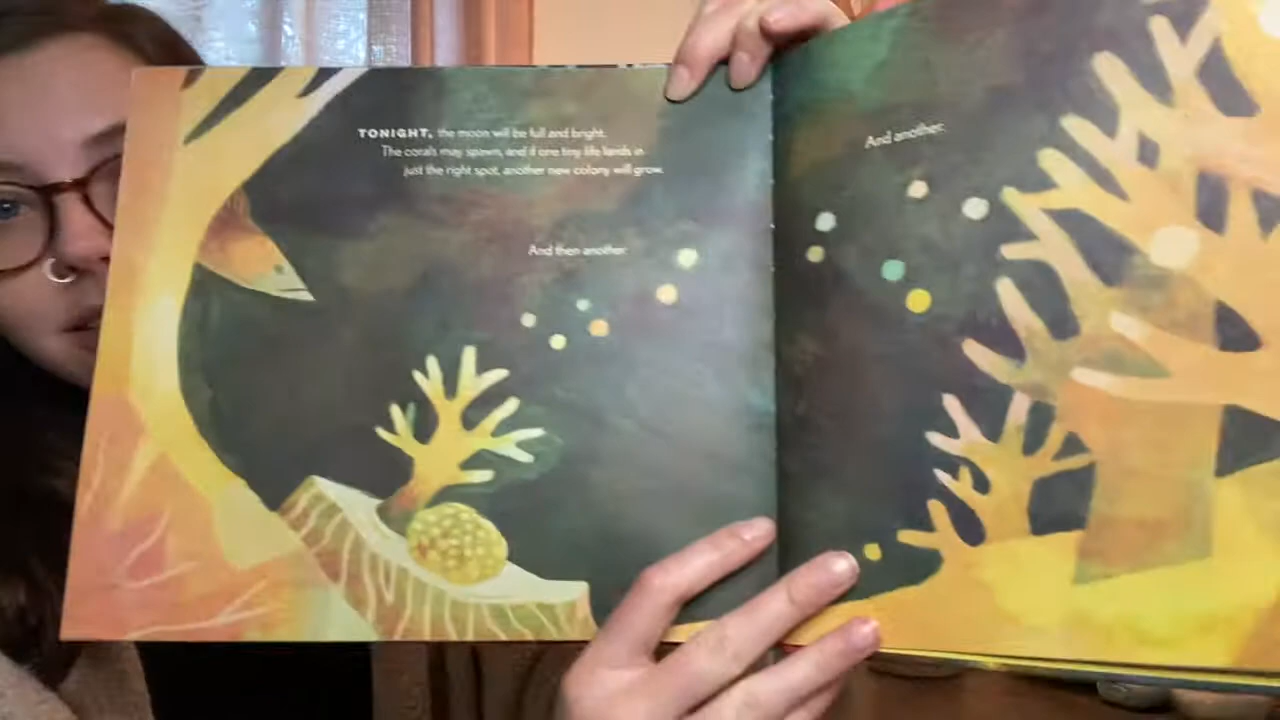 TONIGHT, the moon will be full and bright.
The corals may spawn, and if one tiny life lands in
just the right spot, another new colony will grow.
And then another.
And another.